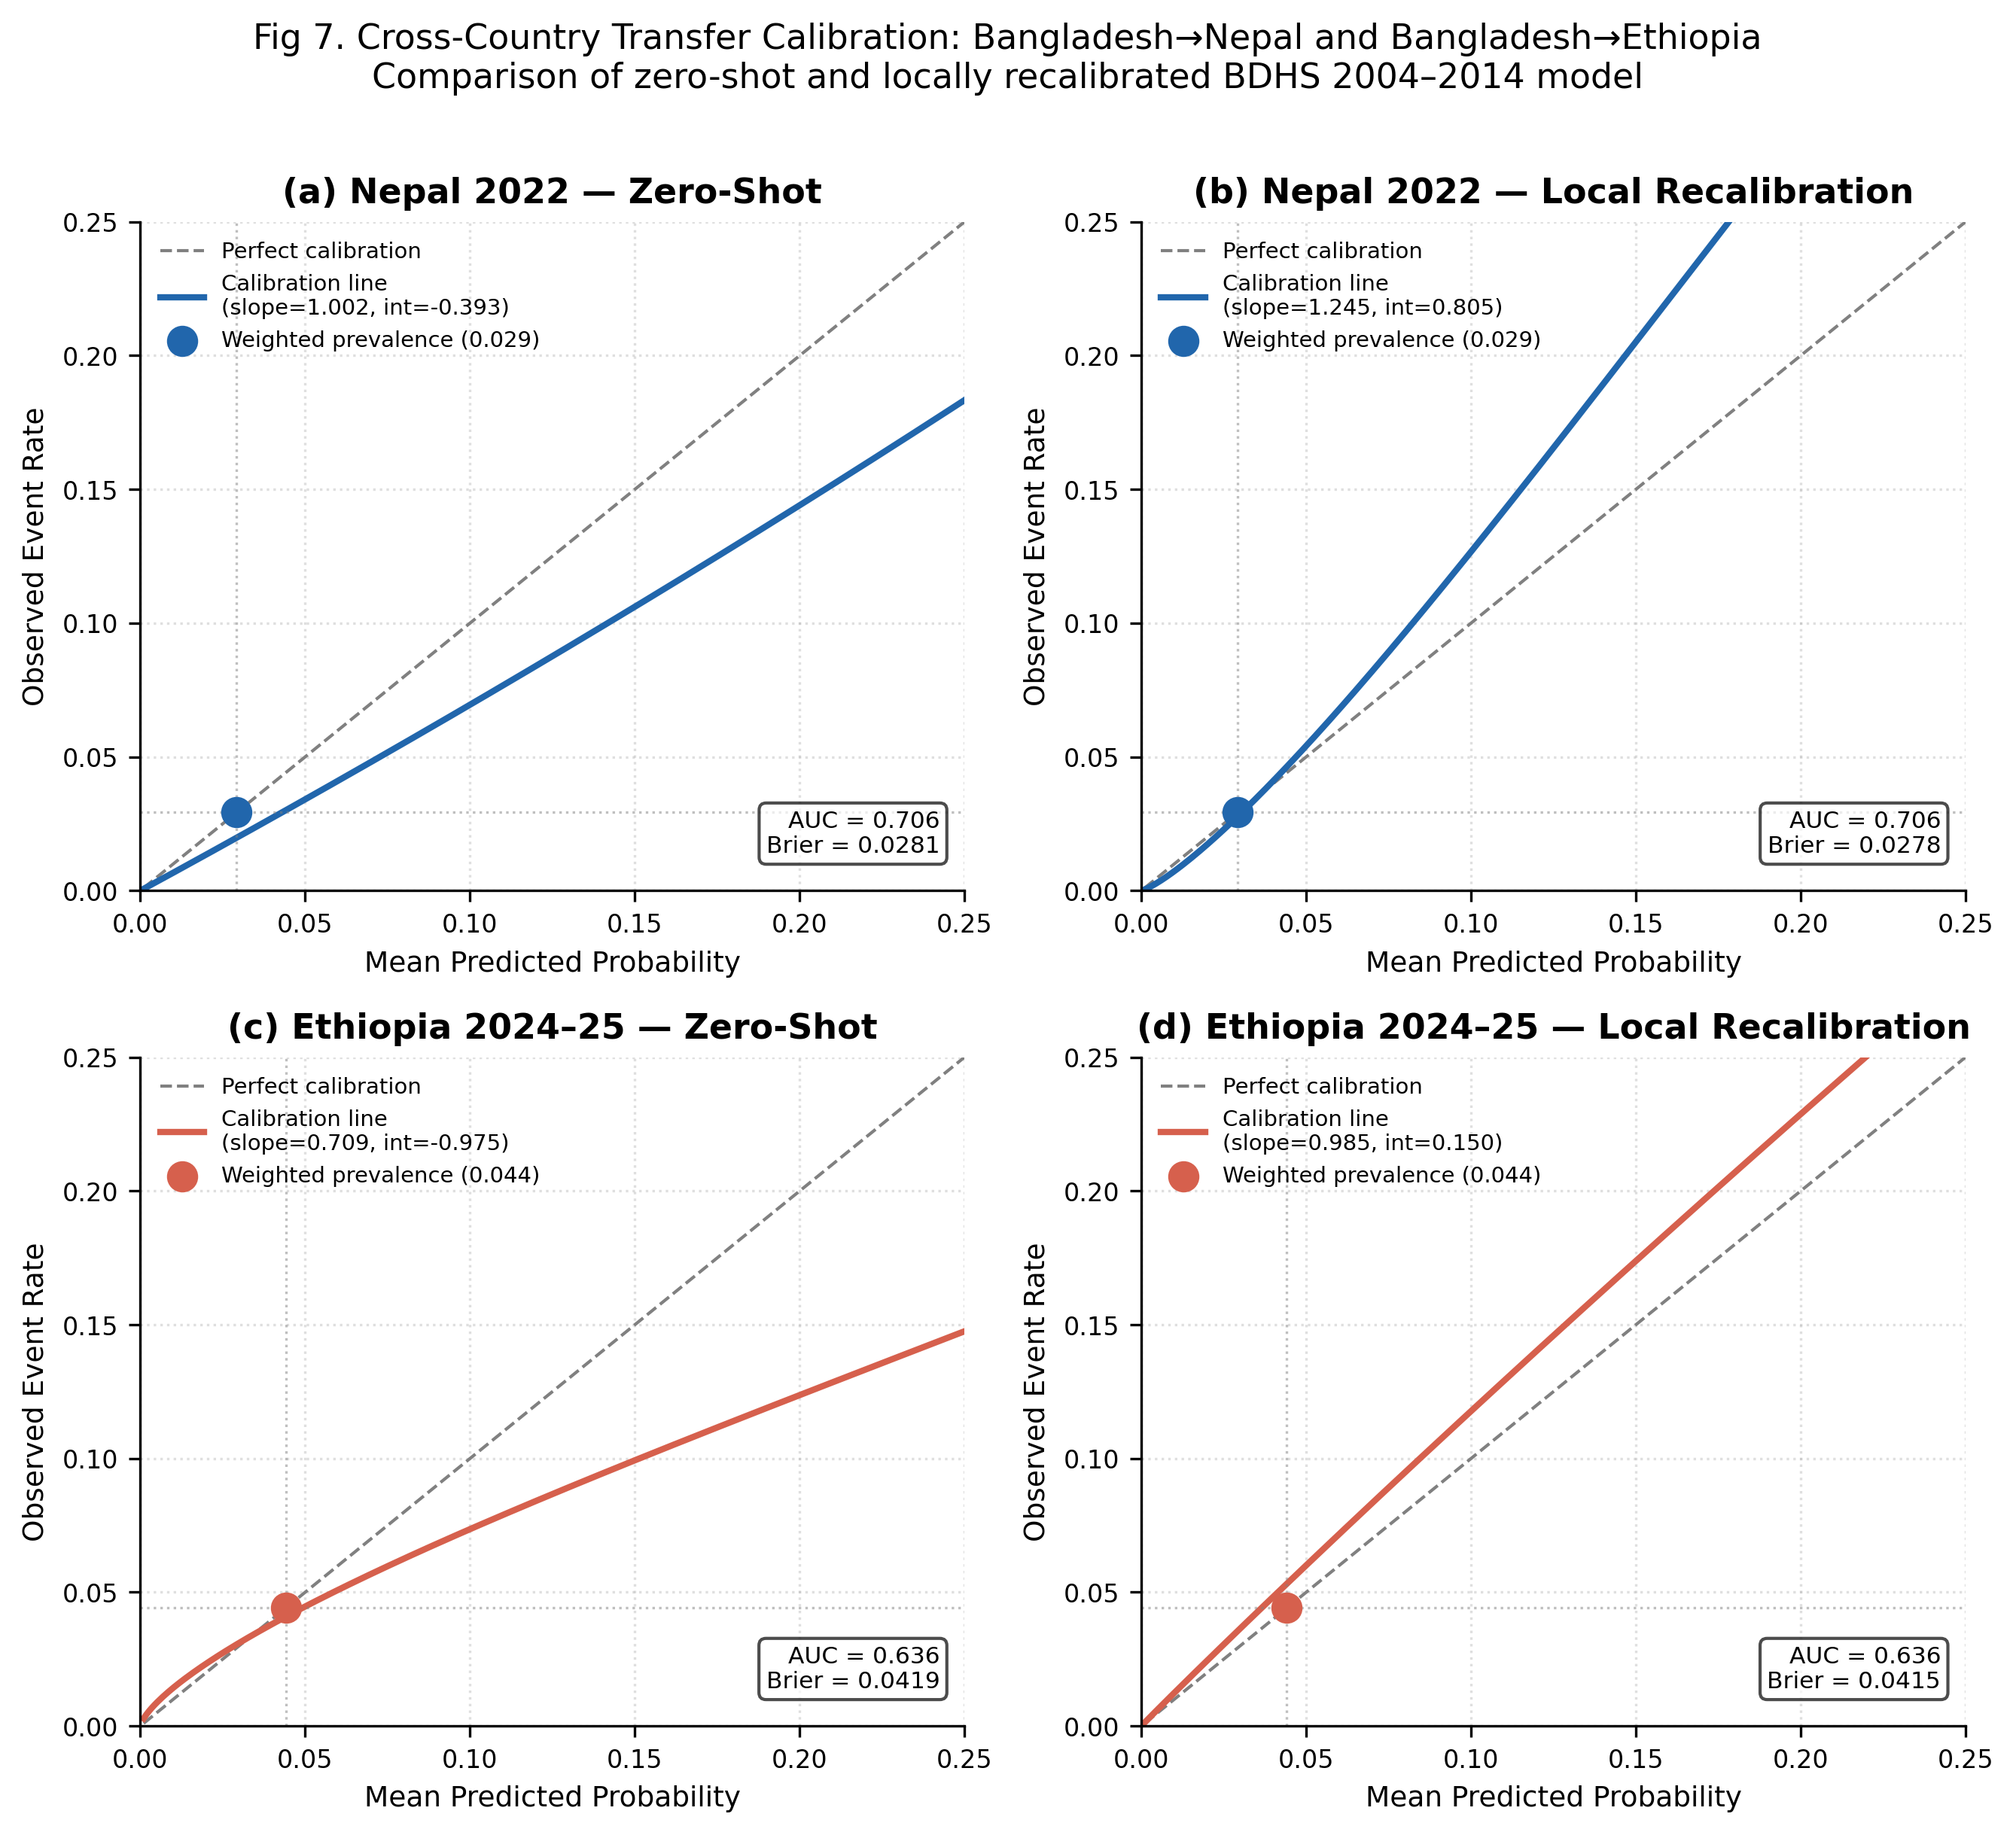 Fig 7. Cross-Country Transfer Calibration: Bangladesh→Nepal and Bangladesh→Ethiopia
Comparison of zero-shot and locally recalibrated BDHS 2004–2014 model
(a) Nepal 2022 — Zero-Shot
Perfect calibration
Calibration line
(slope=1.002, int=-0.393)
Weighted prevalence (0.029)
AUC = 0.706
Brier = 0.0281
Observed Event Rate
0.25
0.20
0.15
0.10
0.05
0.00
0.00 0.05 0.10 0.15 0.20 0.25
Mean Predicted Probability
(b) Nepal 2022 — Local Recalibration
Perfect calibration
Calibration line
(slope=1.245, int=0.805)
Weighted prevalence (0.029)
AUC = 0.706
Brier = 0.0278
Observed Event Rate
0.25
0.20
0.15
0.10
0.05
0.00
0.00 0.05 0.10 0.15 0.20 0.25
Mean Predicted Probability
(c) Ethiopia 2024–25 — Zero-Shot
Perfect calibration
Calibration line
(slope=0.709, int=-0.975)
Weighted prevalence (0.044)
AUC = 0.636
Brier = 0.0419
Observed Event Rate
0.25
0.20
0.15
0.10
0.05
0.00
0.00 0.05 0.10 0.15 0.20 0.25
Mean Predicted Probability
(d) Ethiopia 2024–25 — Local Recalibration
Perfect calibration
Calibration line
(slope=0.985, int=0.150)
Weighted prevalence (0.044)
AUC = 0.636
Brier = 0.0415
Observed Event Rate
0.25
0.20
0.15
0.10
0.05
0.00
0.00 0.05 0.10 0.15 0.20 0.25
Mean Predicted Probability